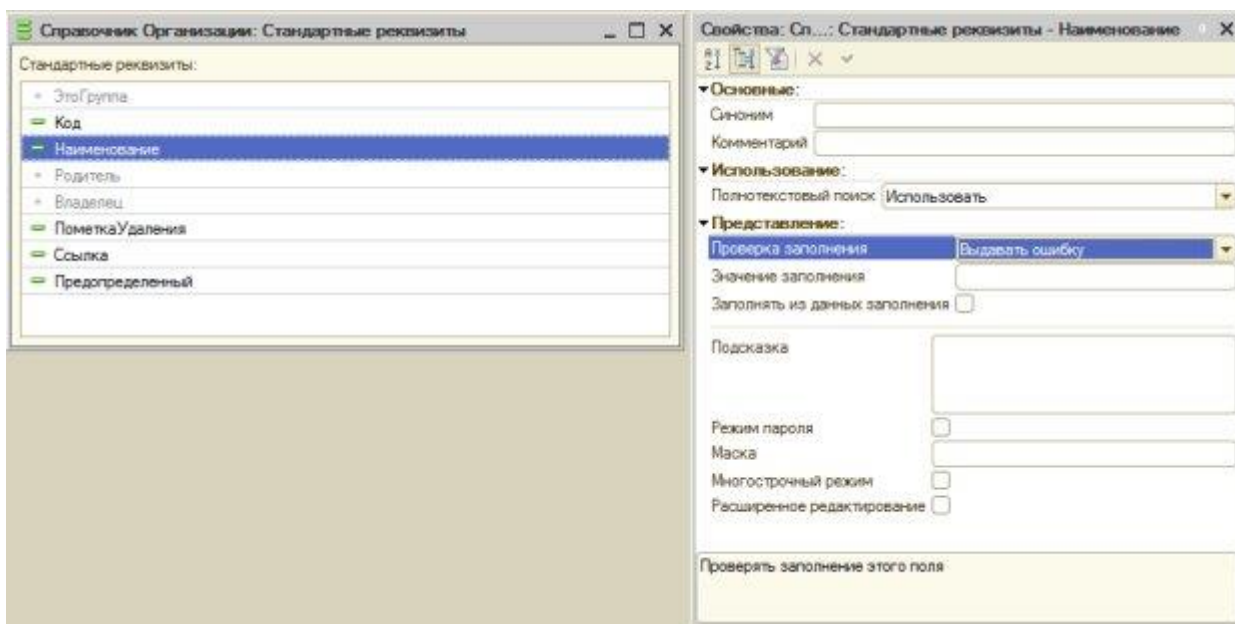 Справочник Организации: Стандартные реквизиты
Стандартные реквизиты:
ЭтоГруппа
Код
Наименование
Родитель
Владелец
ПометкаУдаления
Ссылка
Предопределенный
Свойства: Сп...: Стандартные реквизиты - Наименование
Основные:
Синоним
Комментарий
Использование:
Полнотекстовый поиск Использовать
Представление:
Проверка заполнения Выдавать ошибку
Значение заполнения
Заполнять из данных заполнения
Подсказка
Режим пароля
Маска
Многострочный режим
Расширенное редактирование
Проверять заполнение этого поля